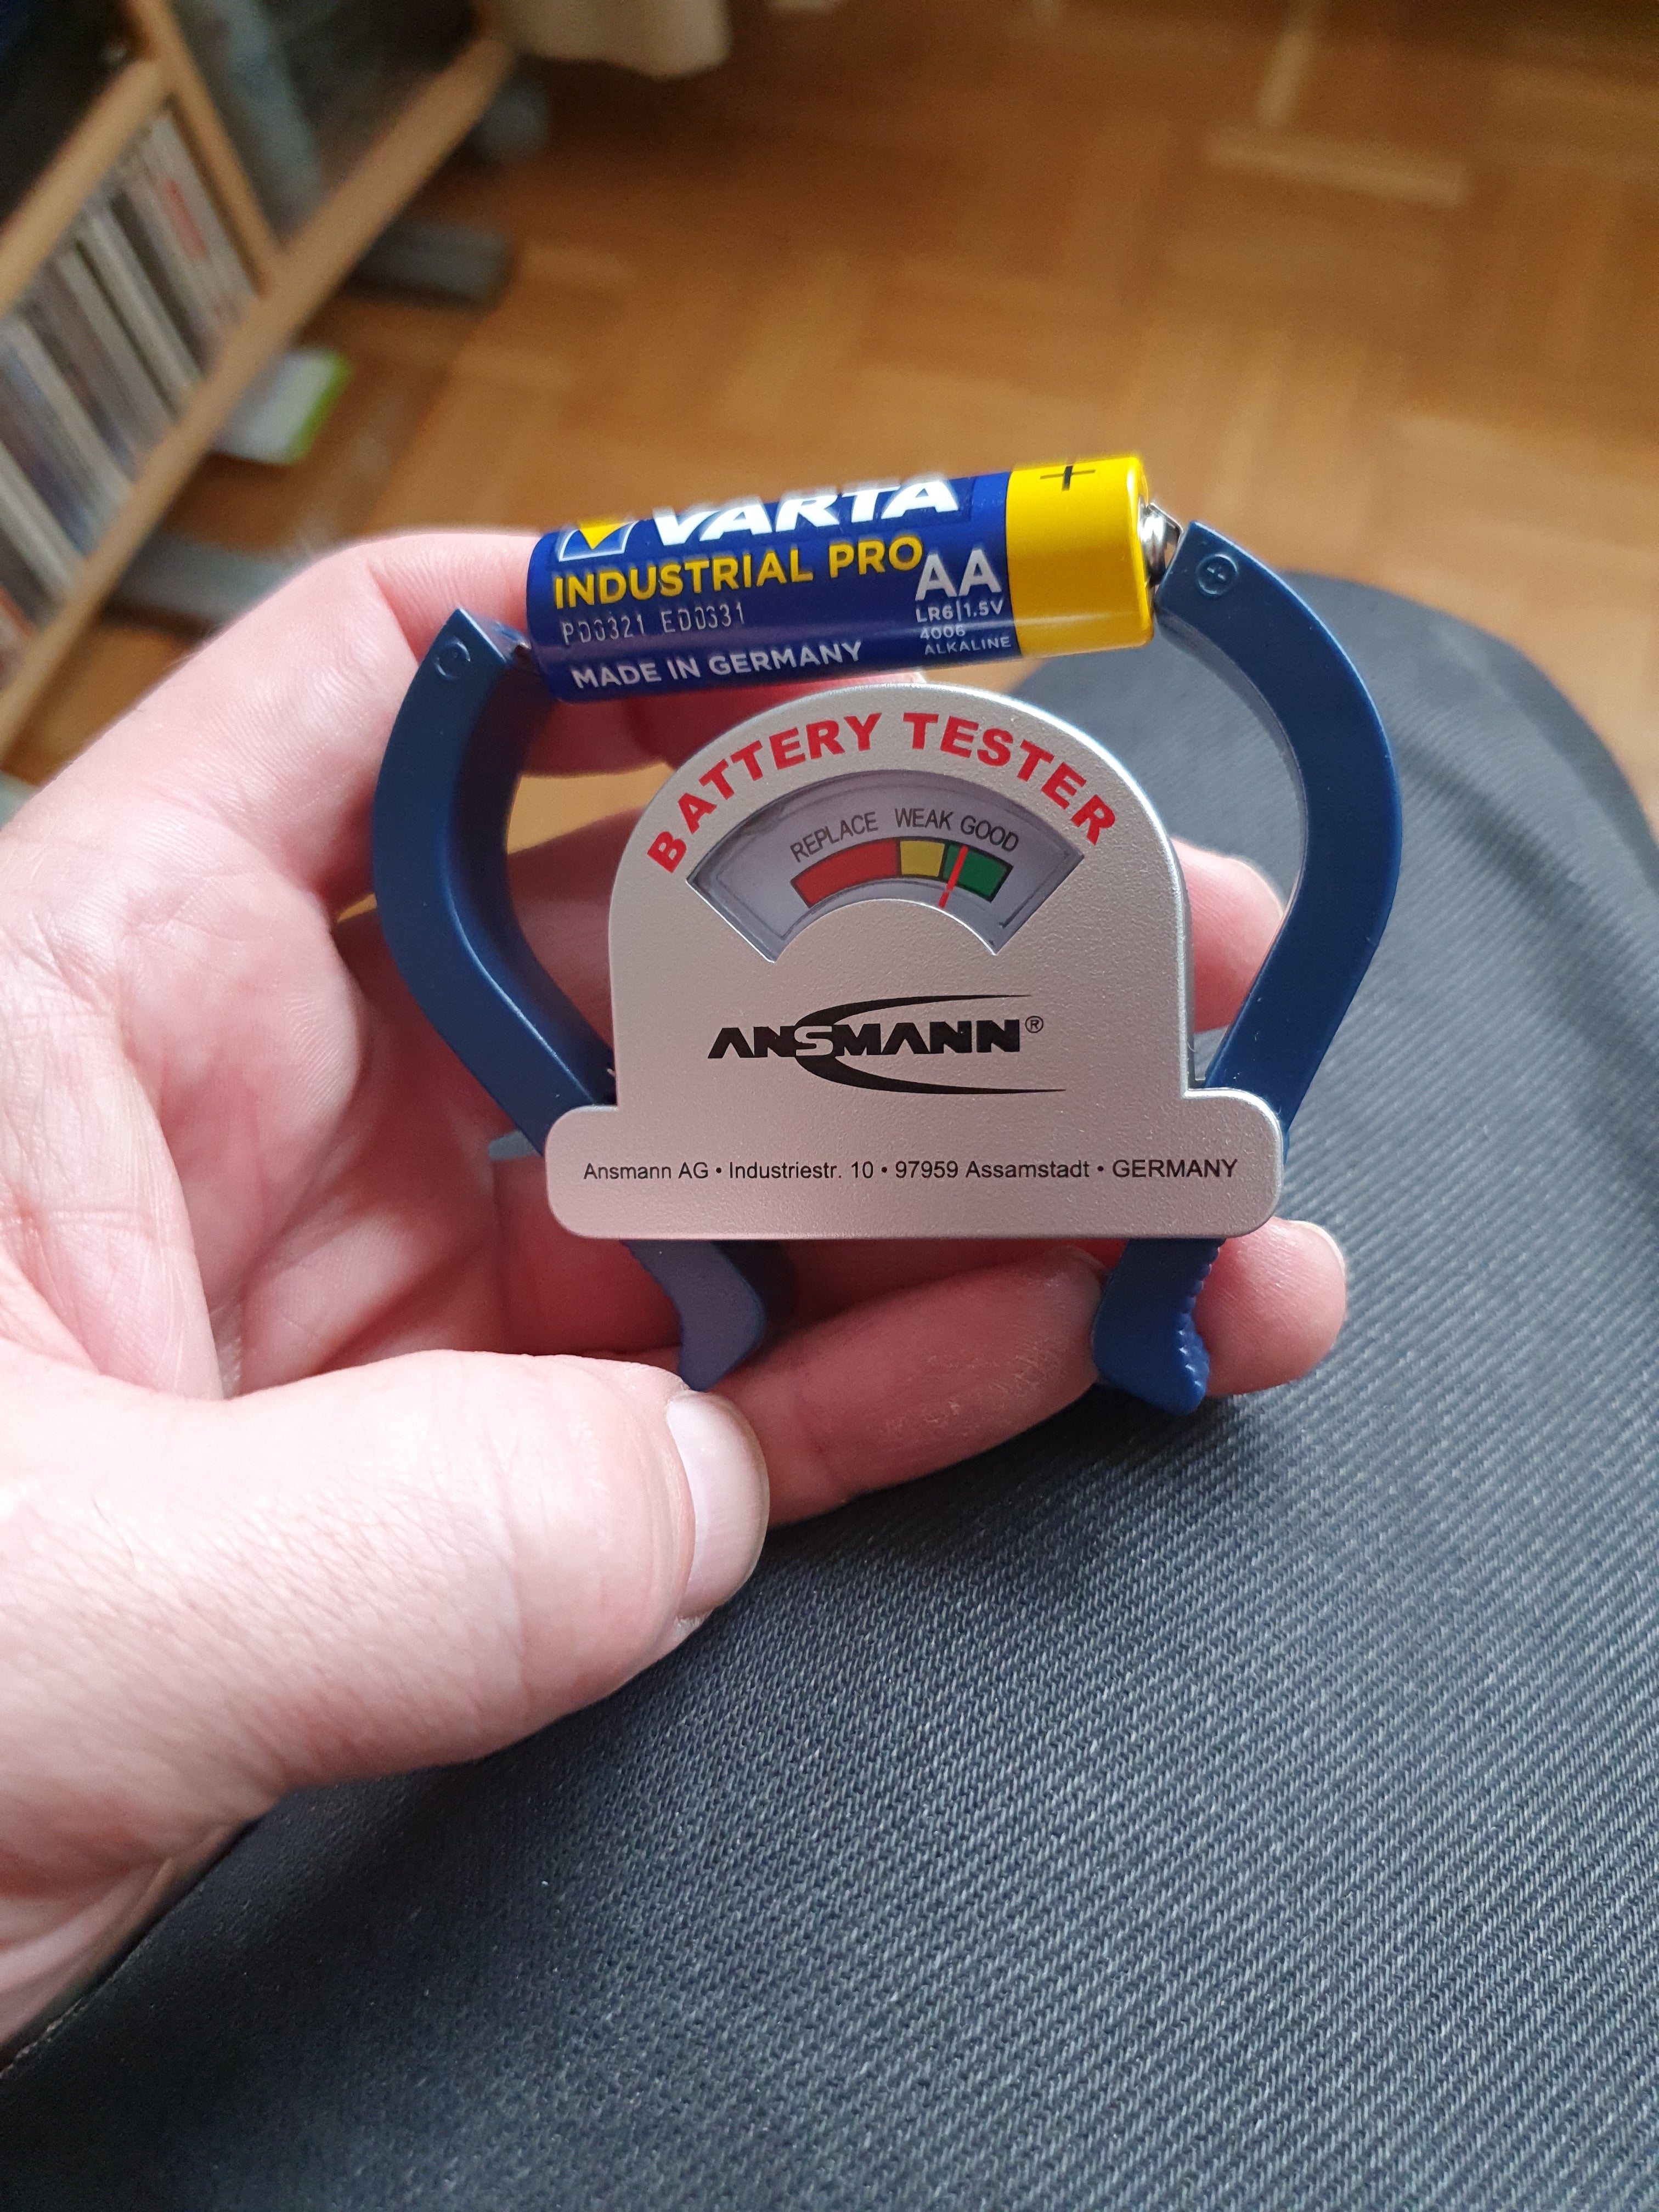 VARTA
INDUSTRIAL PRO
AA
PD0321 ED0331
LR6|1.5V
4006
ALKALINE
MADE IN GERMANY
+
BATTERY TESTER
REPLACE WEAK GOOD
ANSMANN®
Ansmann AG • Industriestr. 10 • 97959 Assamstadt • GERMANY